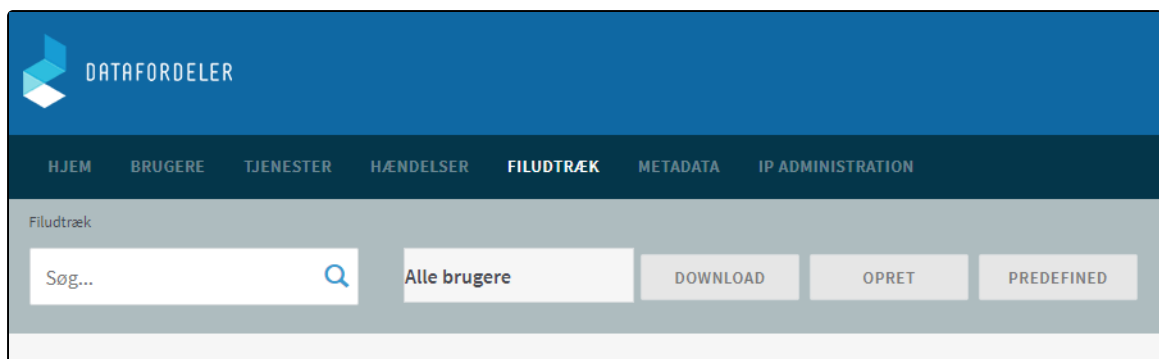 DATAFORDELER
HJEM BRUGERE TJENESTER HÆNDELSER FILUDTRÆK METADATA IP ADMINISTRATION
Filudtræk
Søg... Alle brugere DOWNLOAD OPRET PREDEFINED